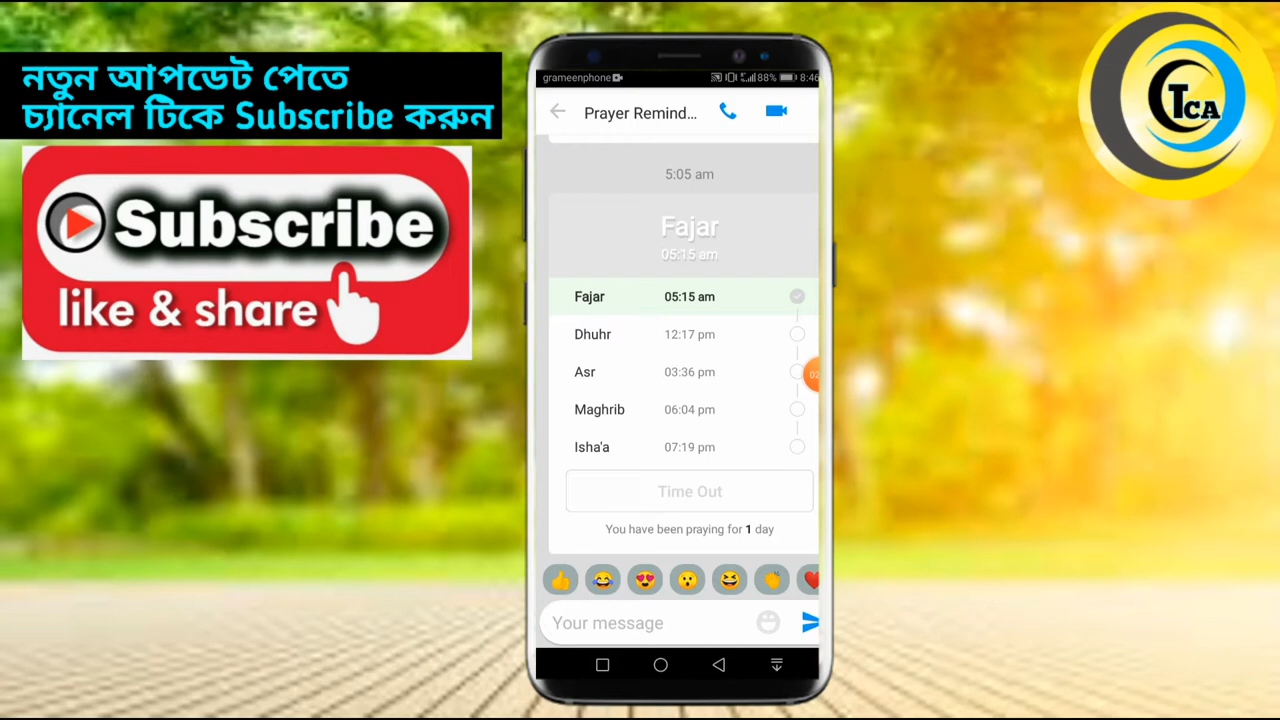 নতুন আপডেট পেতে
চ্যানেল টিকে Subscribe করুন
Subscribe
like & share
TCA
grameenphone 88% 8:46
Prayer Remind...
5:05 am
Fajar
05:15 am
Fajar 05:15 am
Dhuhr 12:17 pm
Asr 03:36 pm
02
Maghrib 06:04 pm
Isha'a 07:19 pm
Time Out
You have been praying for 1 day
Your message